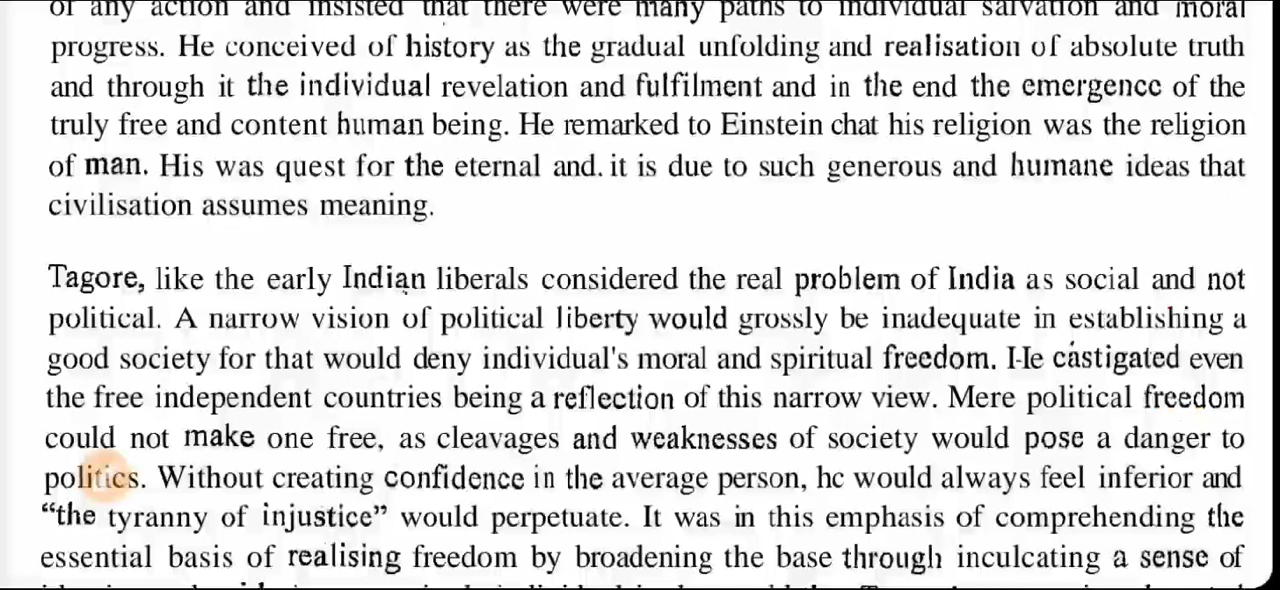 of any action and insisted that there were many paths to individual salvation and moral
progress. He conceived of history as the gradual unfolding and realisation of absolute truth
and through it the individual revelation and fulfilment and in the end the emergence of the
truly free and content human being. He remarked to Einstein chat his religion was the religion
of man. His was quest for the eternal and. it is due to such generous and humane ideas that
civilisation assumes meaning.
Tagore, like the early Indian liberals considered the real problem of India as social and not
political. A narrow vision of political liberty would grossly be inadequate in establishing a
good society for that would deny individual's moral and spiritual freedom. I-Ie cástigated even
the free independent countries being a reflection of this narrow view. Mere political freedom
could not make one free, as cleavages and weaknesses of society would pose a danger to
politics. Without creating confidence in the average person, hc would always feel inferior and
“the tyranny of injustice” would perpetuate. It was in this emphasis of comprehending the
essential basis of realising freedom by broadening the base through inculcating a sense of